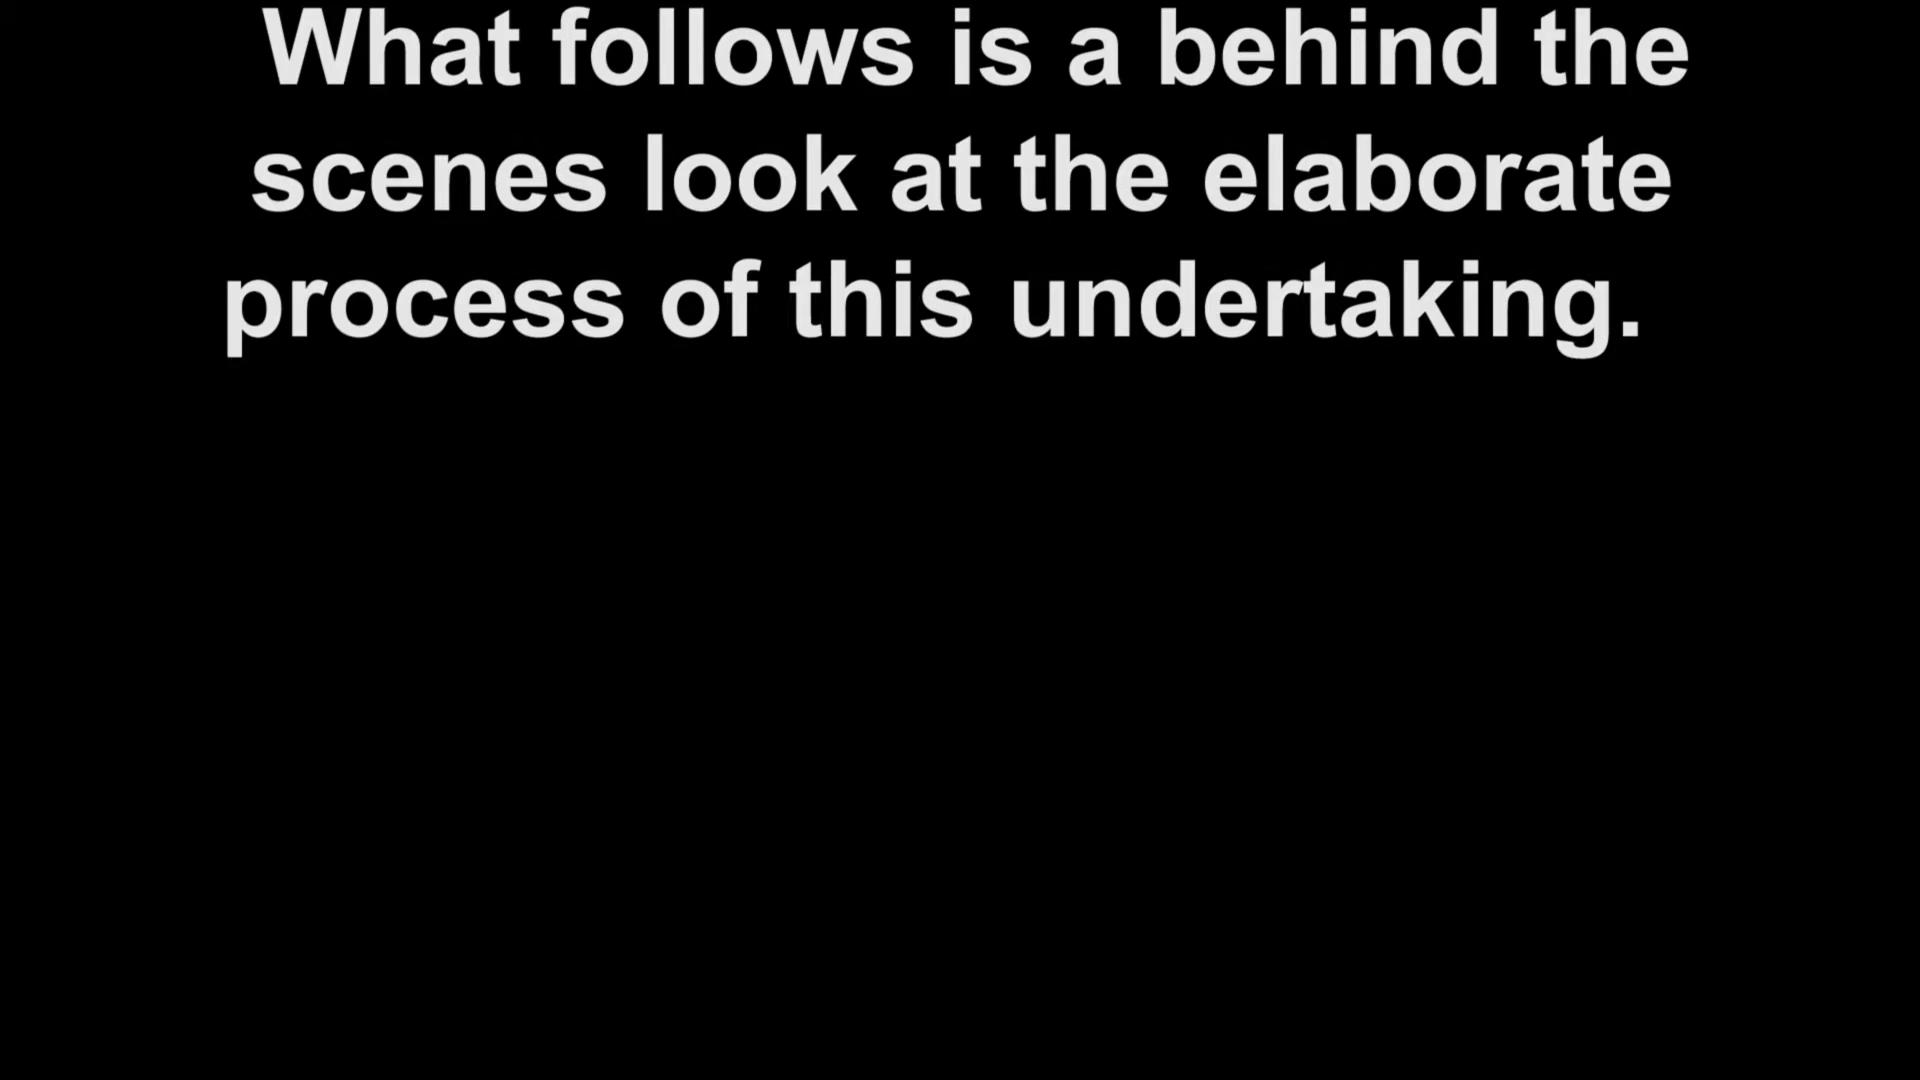 What follows is a behind the
scenes look at the elaborate
process of this undertaking.